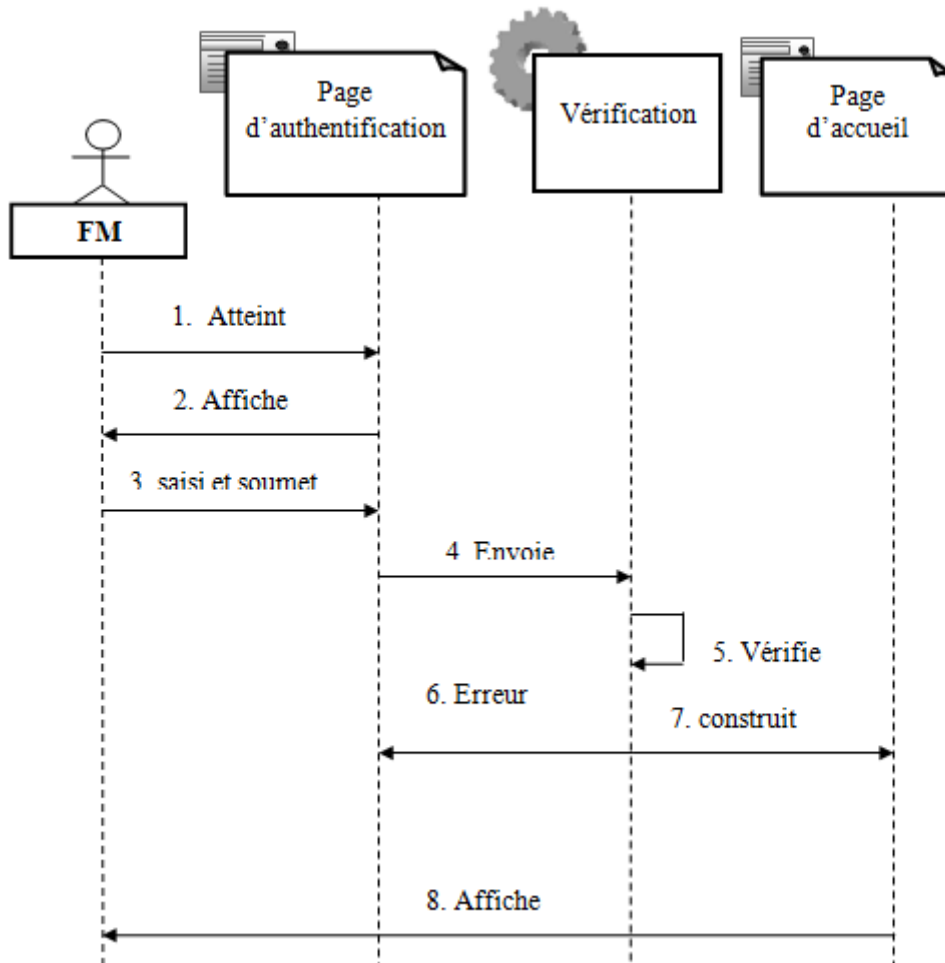 Page
d'authentification
Vérification
Page
d'accueil
FM
1. Atteint
2. Affiche
3 saisi et soumet
4 Envoie
5. Vérifie
6. Erreur
7. construit
8. Affiche